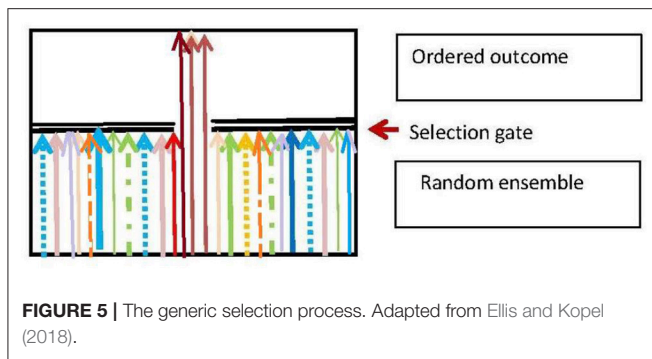 Ordered outcome
Selection gate
Random ensemble
FIGURE 5 | The generic selection process. Adapted from Ellis and Kopel
(2018).